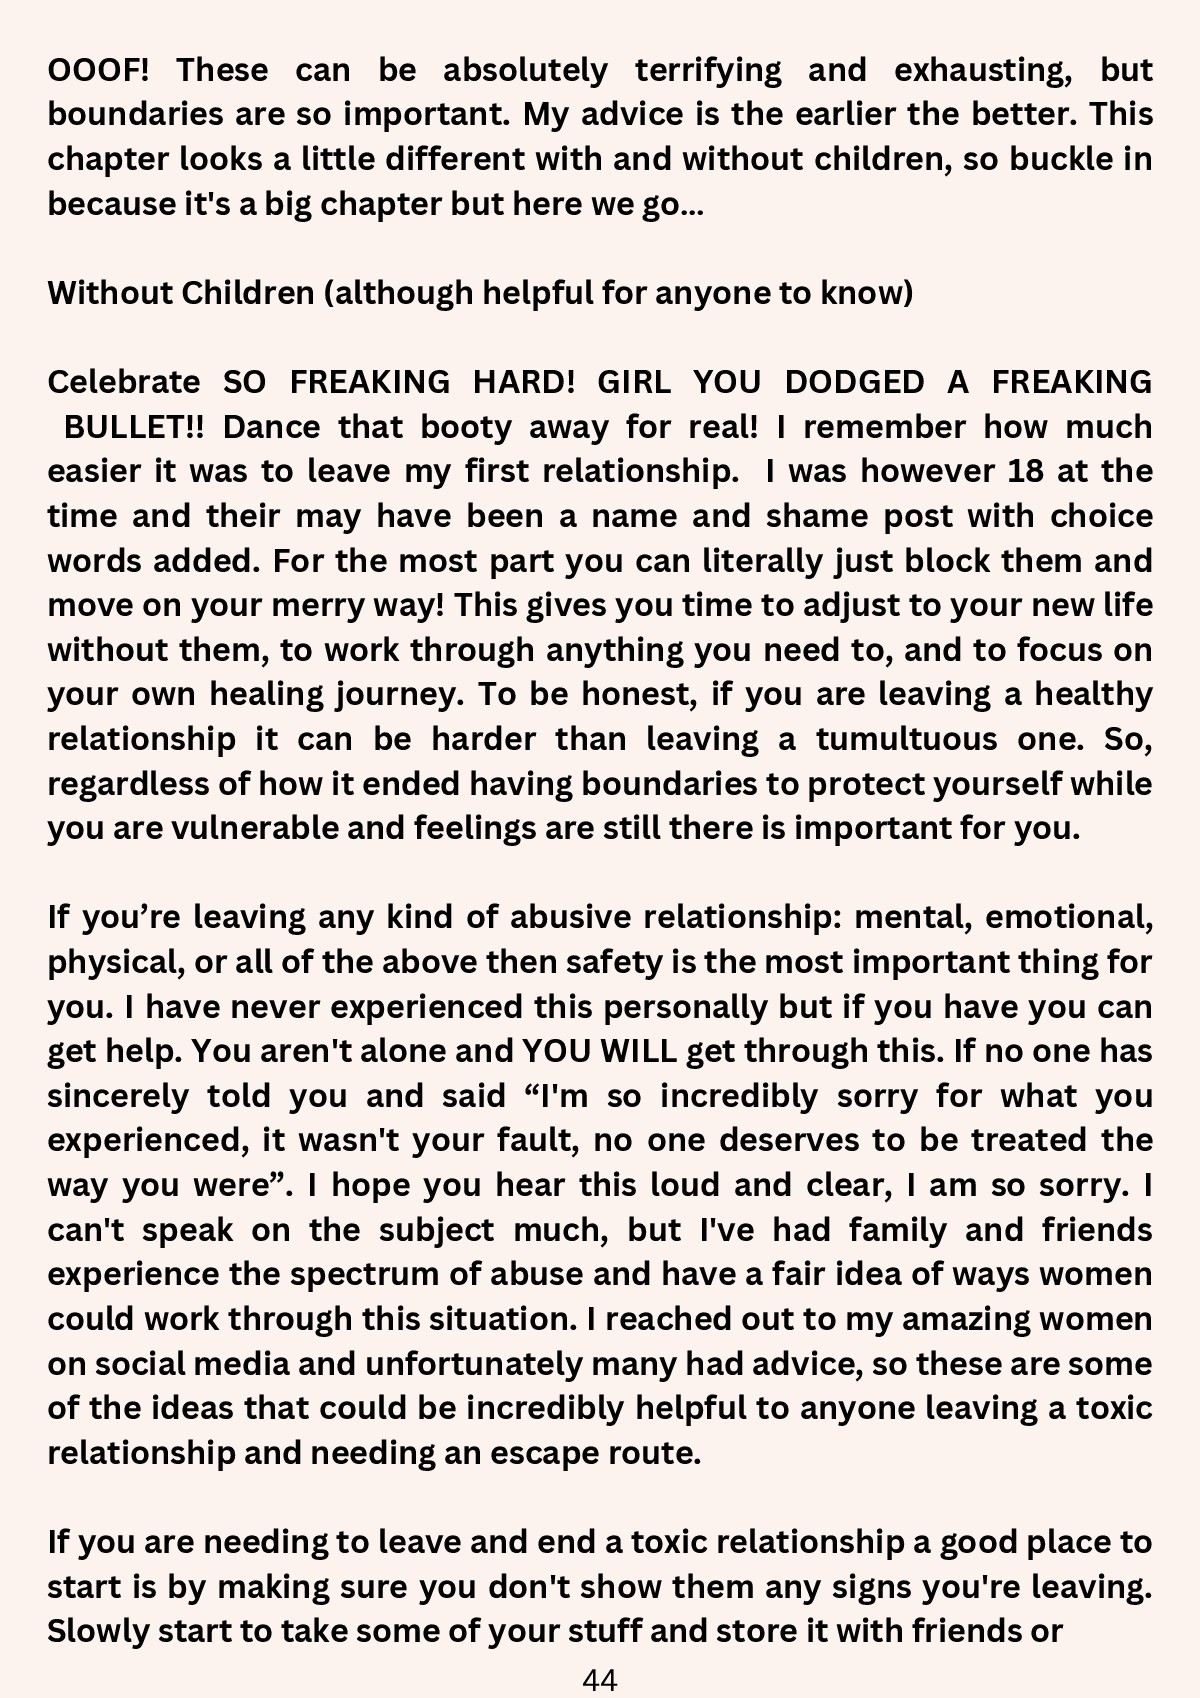 OOOF! These can be absolutely terrifying and exhausting, but
boundaries are so important. My advice is the earlier the better. This
chapter looks a little different with and without children, so buckle in
because it's a big chapter but here we go...
Without Children (although helpful for anyone to know)
Celebrate SO FREAKING HARD! GIRL YOU DODGED A FREAKING
BULLET!! Dance that booty away for real! I remember how much
easier it was to leave my first relationship. I was however 18 at the
time and their may have been a name and shame post with choice
words added. For the most part you can literally just block them and
move on your merry way! This gives you time to adjust to your new life
without them, to work through anything you need to, and to focus on
your own healing journey. To be honest, if you are leaving a healthy
relationship it can be harder than leaving a tumultuous one. So,
regardless of how it ended having boundaries to protect yourself while
you are vulnerable and feelings are still there is important for you.
If you’re leaving any kind of abusive relationship: mental, emotional,
physical, or all of the above then safety is the most important thing for
you. I have never experienced this personally but if you have you can
get help. You aren't alone and YOU WILL get through this. If no one has
sincerely told you and said “I'm so incredibly sorry for what you
experienced, it wasn't your fault, no one deserves to be treated the
way you were”. I hope you hear this loud and clear, I am so sorry. I
can't speak on the subject much, but I've had family and friends
experience the spectrum of abuse and have a fair idea of ways women
could work through this situation. I reached out to my amazing women
on social media and unfortunately many had advice, so these are some
of the ideas that could be incredibly helpful to anyone leaving a toxic
relationship and needing an escape route.
If you are needing to leave and end a toxic relationship a good place to
start is by making sure you don't show them any signs you're leaving.
Slowly start to take some of your stuff and store it with friends or
44